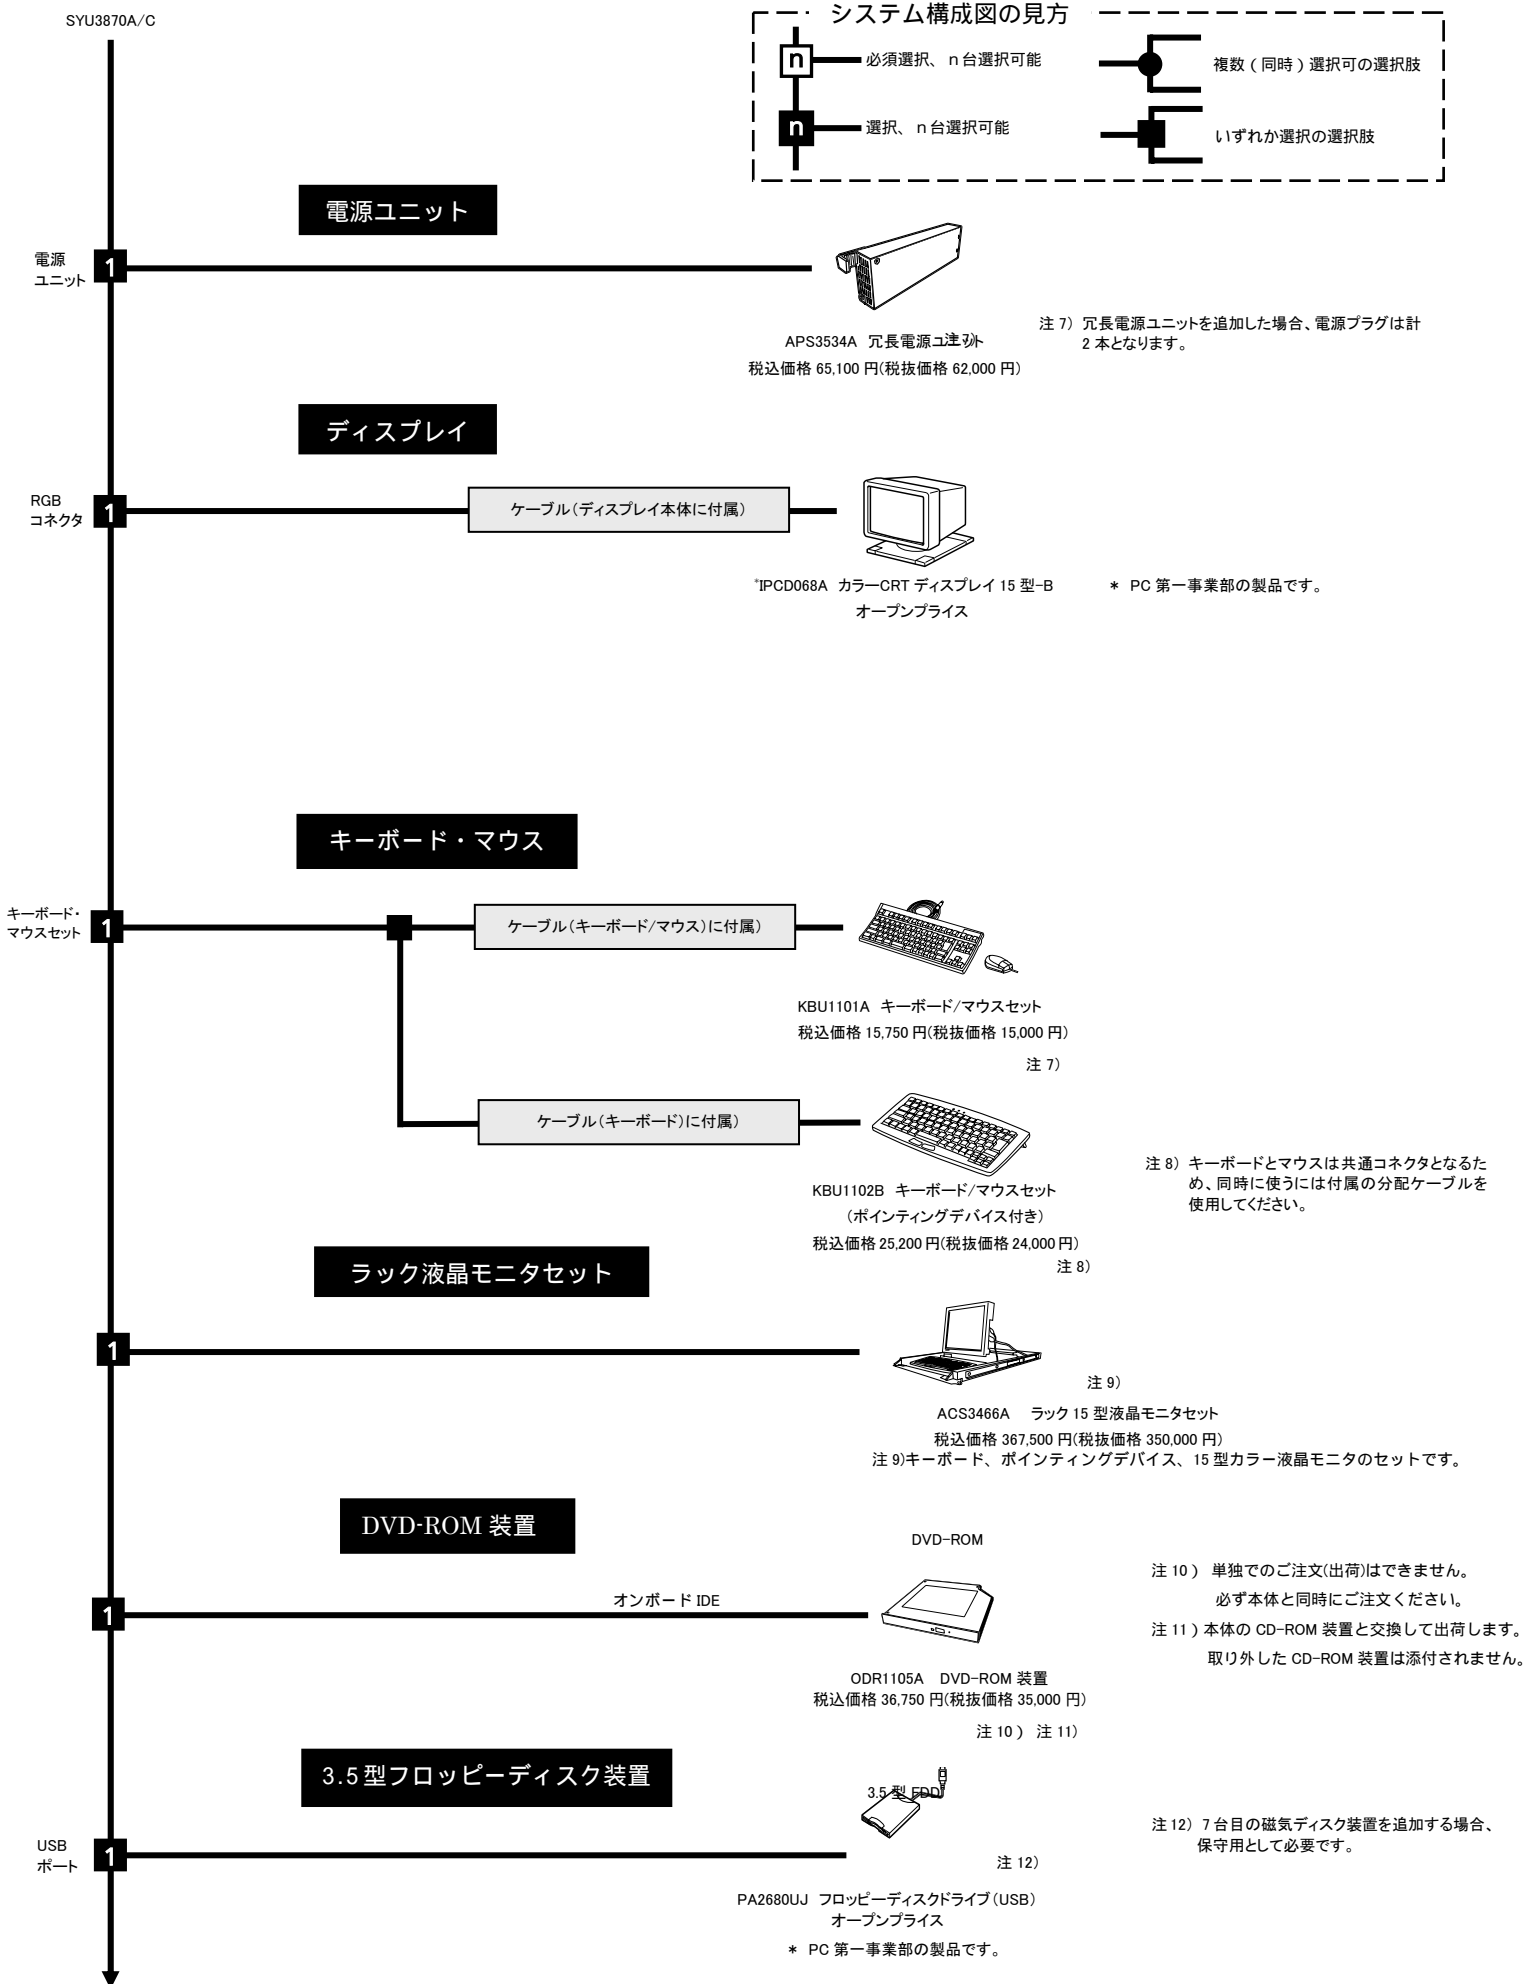 SYU3870A/C
システム構成図の見方
n
必須選択、n台選択可能
複数(同時)選択可の選択肢
n
選択、n台選択可能
いずれか選択の選択肢
電源ユニット
電源
ユニット
1
APS3534A 冗長電源ユニット 注7)
税込価格 65,100 円(税抜価格 62,000 円)
注7) 冗長電源ユニットを追加した場合、電源プラグは計
2本となります。
ディスプレイ
RGB
コネクタ
1
ケーブル(ディスプレイ本体に付属)
*IPCD068A カラーCRT ディスプレイ 15 型-B
オープンプライス
* PC 第一事業部の製品です。
キーボード・マウス
キーボード・
マウスセット
1
ケーブル(キーボード/マウス)に付属)
KBU1101A キーボード/マウスセット
税込価格 15,750 円(税抜価格 15,000 円)
注7)
ケーブル(キーボード)に付属)
KBU1102B キーボード/マウスセット
(ポインティングデバイス付き)
税込価格 25,200 円(税抜価格 24,000 円)
注8)
注8) キーボードとマウスは共通コネクタとなるた
め、同時に使うには付属の分配ケーブルを
使用してください。
ラック液晶モニタセット
1
注9)
ACS3466A ラック 15 型液晶モニタセット
税込価格 367,500 円(税抜価格 350,000 円)
注9)キーボード、ポインティングデバイス、15 型カラー液晶モニタのセットです。
DVD-ROM 装置
DVD-ROM
1
オンボード IDE
ODR1105A DVD-ROM 装置
税込価格 36,750 円(税抜価格 35,000 円)
注10) 注11)
注10) 単独でのご注文(出荷)はできません。
必ず本体と同時にご注文ください。
注11)本体の CD-ROM 装置と交換して出荷します。
取り外した CD-ROM 装置は添付されません。
3.5型フロッピーディスク装置
3.5 型 FDD
USB
ポート
1
注12)
PA2680UJ フロッピーディスクドライブ(USB)
オープンプライス
* PC 第一事業部の製品です。
注12) 7台目の磁気ディスク装置を追加する場合、
保守用として必要です。